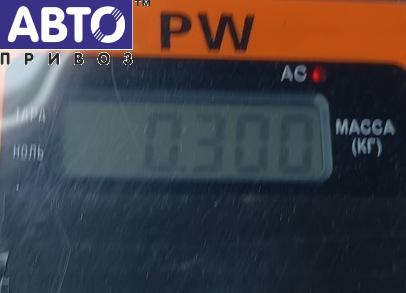 АВТО™
ПРИВОЗ
PW
AC
ТАРА
НОЛЬ
0.300
МАССА
(КГ)